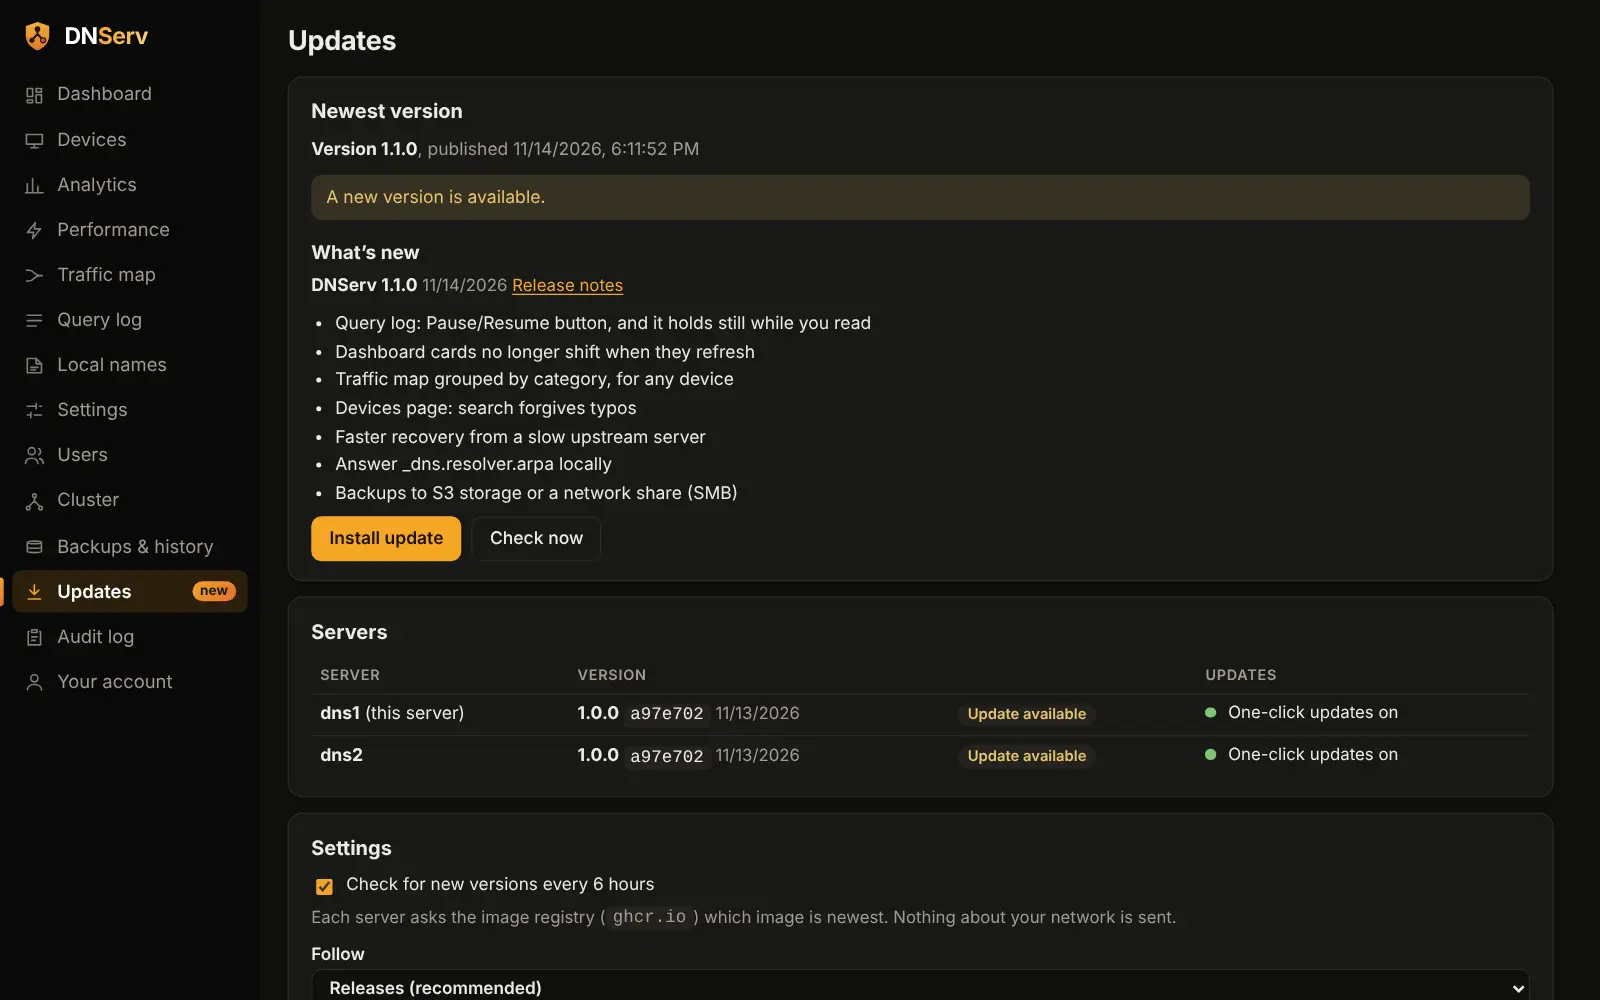 DNServ
Dashboard
Devices
Analytics
Performance
Traffic map
Query log
Local names
Settings
Users
Cluster
Backups & history
Updates new
Audit log
Your account
Updates
Newest version
Version 1.1.0, published 11/14/2026, 6:11:52 PM
A new version is available.
What’s new
DNServ 1.1.0 11/14/2026 Release notes
• Query log: Pause/Resume button, and it holds still while you read
• Dashboard cards no longer shift when they refresh
• Traffic map grouped by category, for any device
• Devices page: search forgives typos
• Faster recovery from a slow upstream server
• Answer _dns.resolver.arpa locally
• Backups to S3 storage or a network share (SMB)
Install update Check now
Servers
SERVER VERSION UPDATES
dns1 (this server) 1.0.0 a97e702 11/13/2026 Update available One-click updates on
dns2 1.0.0 a97e702 11/13/2026 Update available One-click updates on
Settings
Check for new versions every 6 hours
Each server asks the image registry ( ghcr.io ) which image is newest. Nothing about your network is sent.
Follow
Releases (recommended)